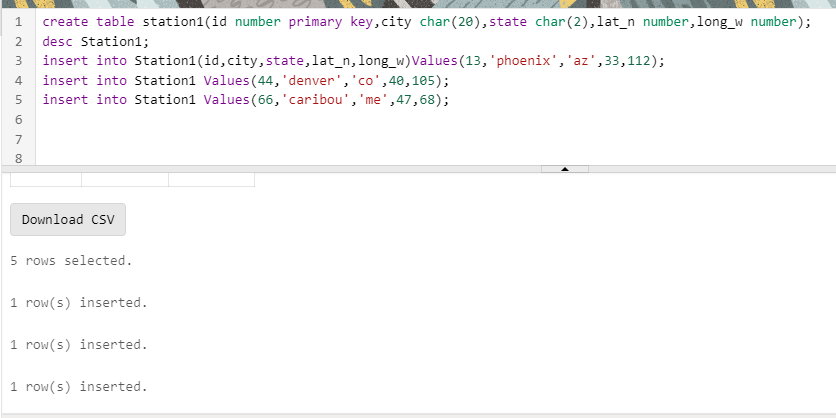 1 create table station1(id number primary key,city char(20),state char(2),lat_n number,long_w number);
2 desc Station1;
3 insert into Station1(id,city,state,lat_n,long_w)Values(13,'phoenix','az',33,112);
4 insert into Station1 Values(44,'denver','co',40,105);
5 insert into Station1 Values(66,'caribou','me',47,68);
6
7
8
Download CSV
5 rows selected.
1 row(s) inserted.
1 row(s) inserted.
1 row(s) inserted.